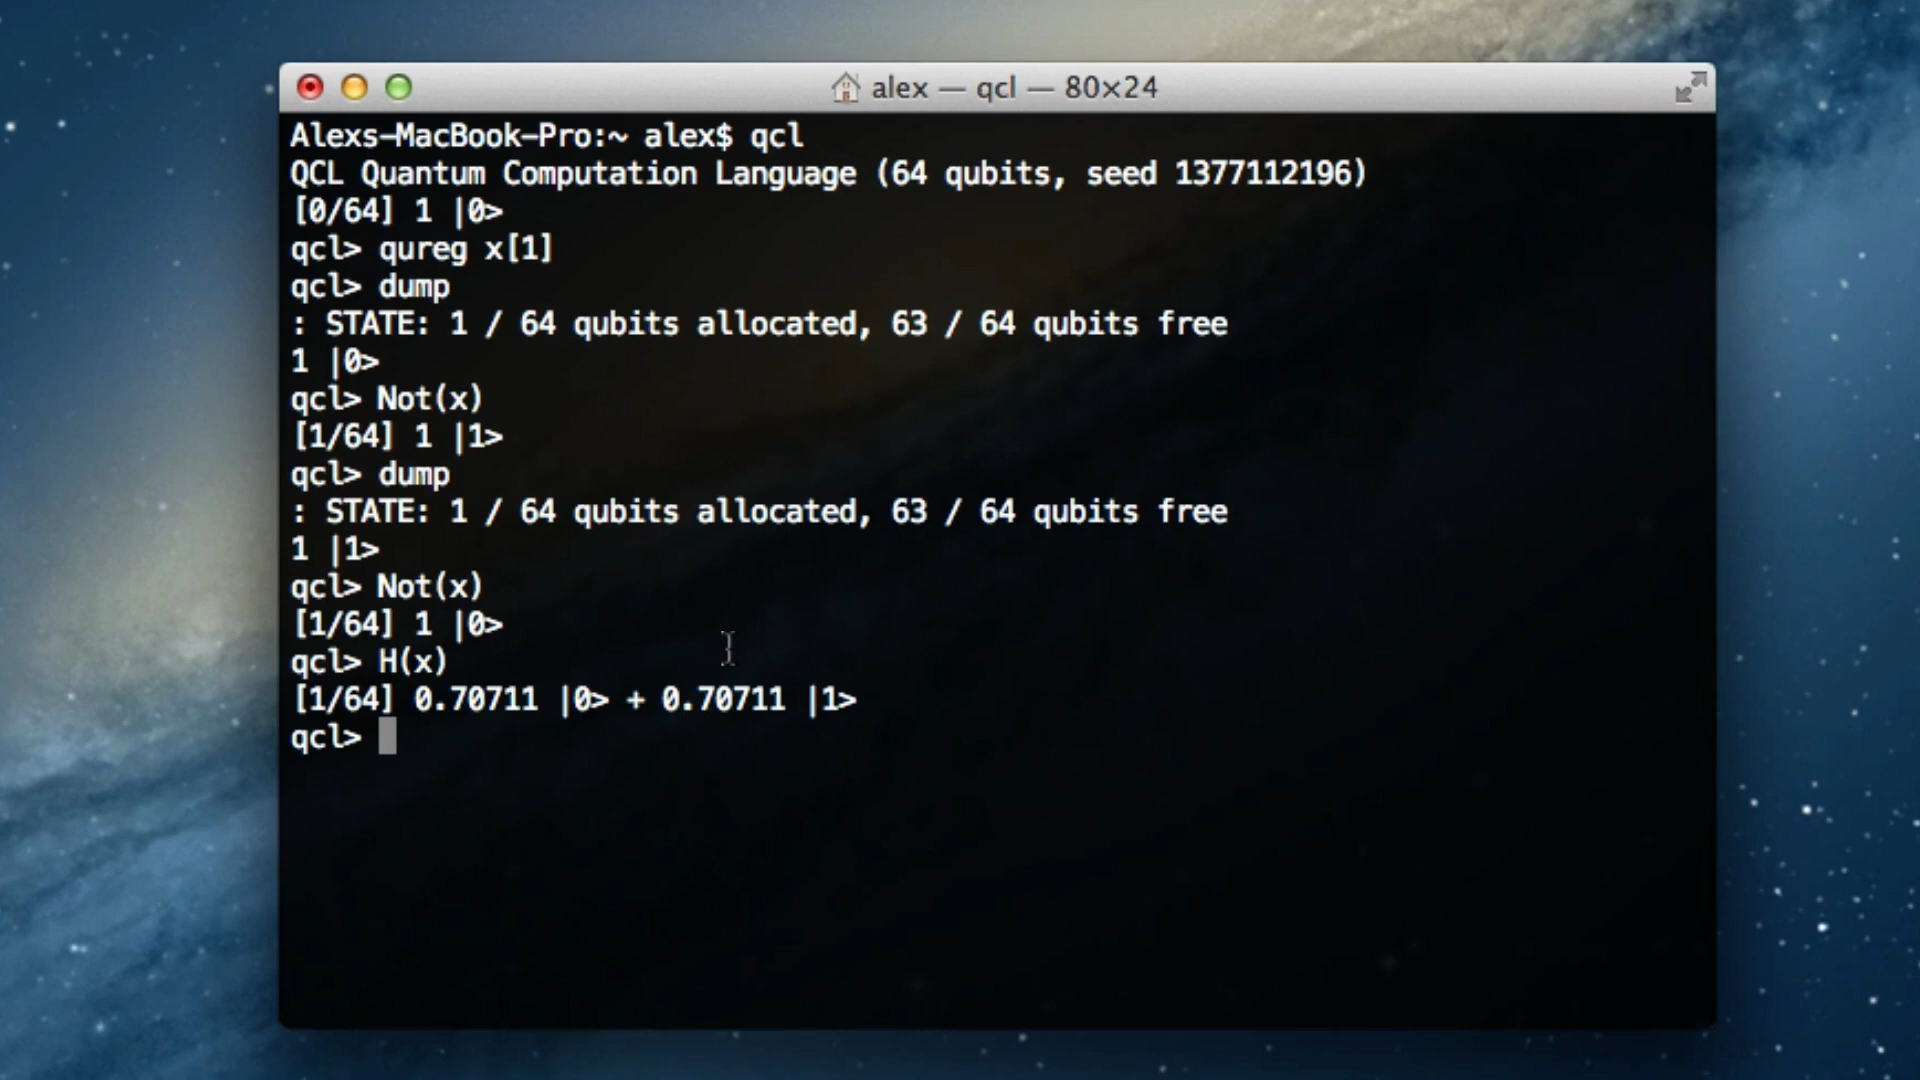 alex — qcl — 80×24
Alexs-MacBook-Pro:~ alex$ qcl
QCL Quantum Computation Language (64 qubits, seed 1377112196)
[0/64] 1 |0>
qcl> qureg x[1]
qcl> dump
: STATE: 1 / 64 qubits allocated, 63 / 64 qubits free
1 |0>
qcl> Not(x)
[1/64] 1 |1>
qcl> dump
: STATE: 1 / 64 qubits allocated, 63 / 64 qubits free
1 |1>
qcl> Not(x)
[1/64] 1 |0>
qcl> H(x)
[1/64] 0.70711 |0> + 0.70711 |1>
qcl>